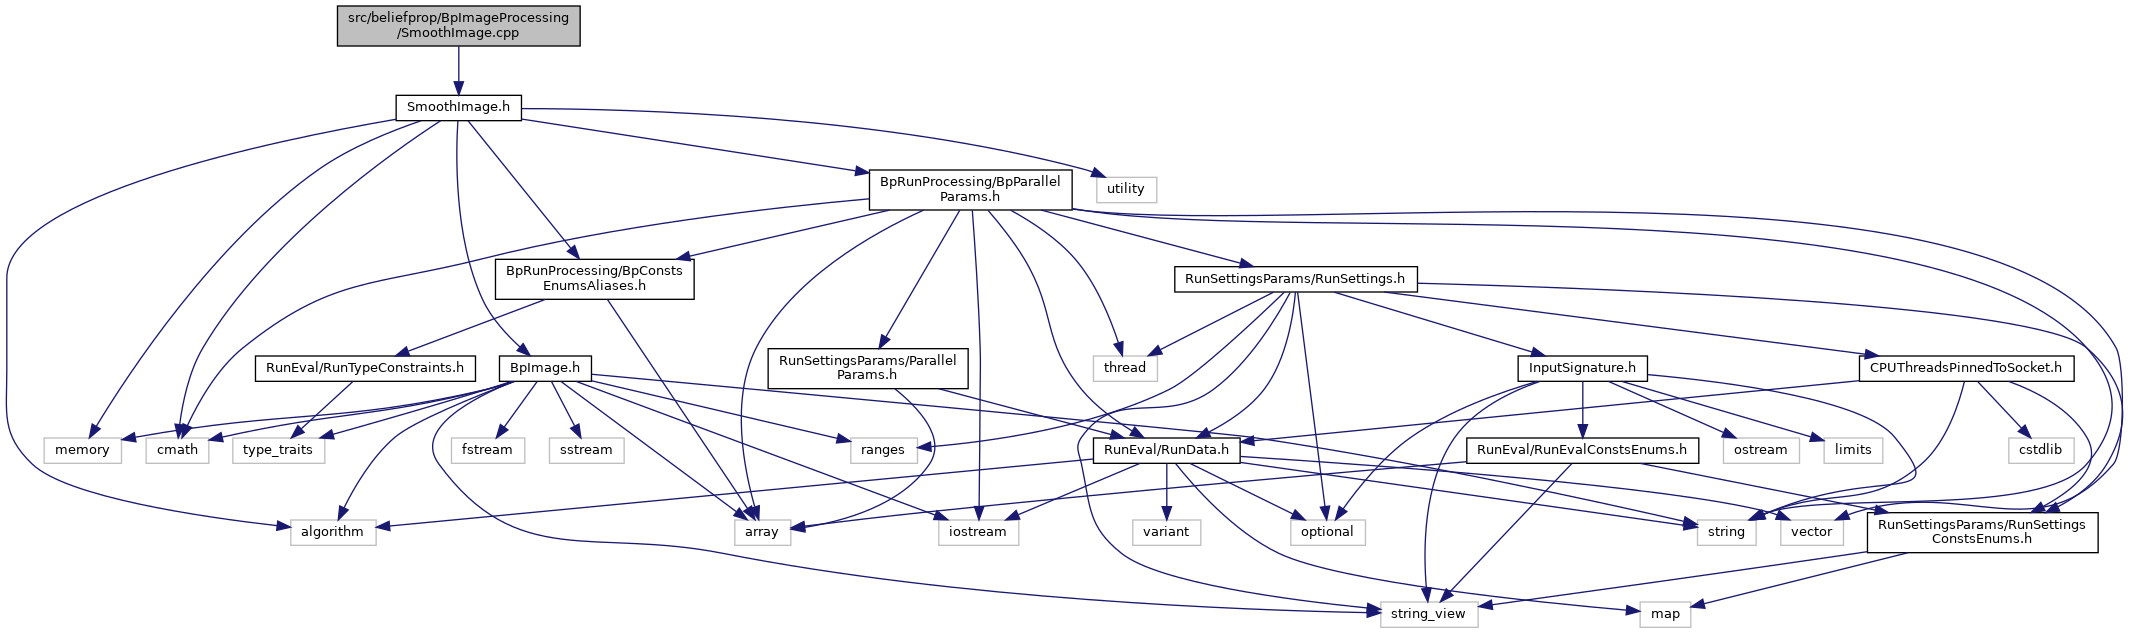 src/beliefprop/BpImageProcessing
/SmoothImage.cpp
SmoothImage.h
BpRunProcessing/BpParallel
Params.h
utility
BpRunProcessing/BpConsts
EnumsAliases.h
RunSettingsParams/RunSettings.h
RunEval/RunTypeConstraints.h
BpImage.h
RunSettingsParams/Parallel
Params.h
thread
InputSignature.h
CPUThreadsPinnedToSocket.h
memory
cmath
type_traits
fstream
sstream
ranges
RunEval/RunData.h
RunEval/RunEvalConstsEnums.h
ostream
limits
cstdlib
algorithm
array
iostream
variant
optional
string
vector
RunSettingsParams/RunSettings
ConstsEnums.h
string_view
map